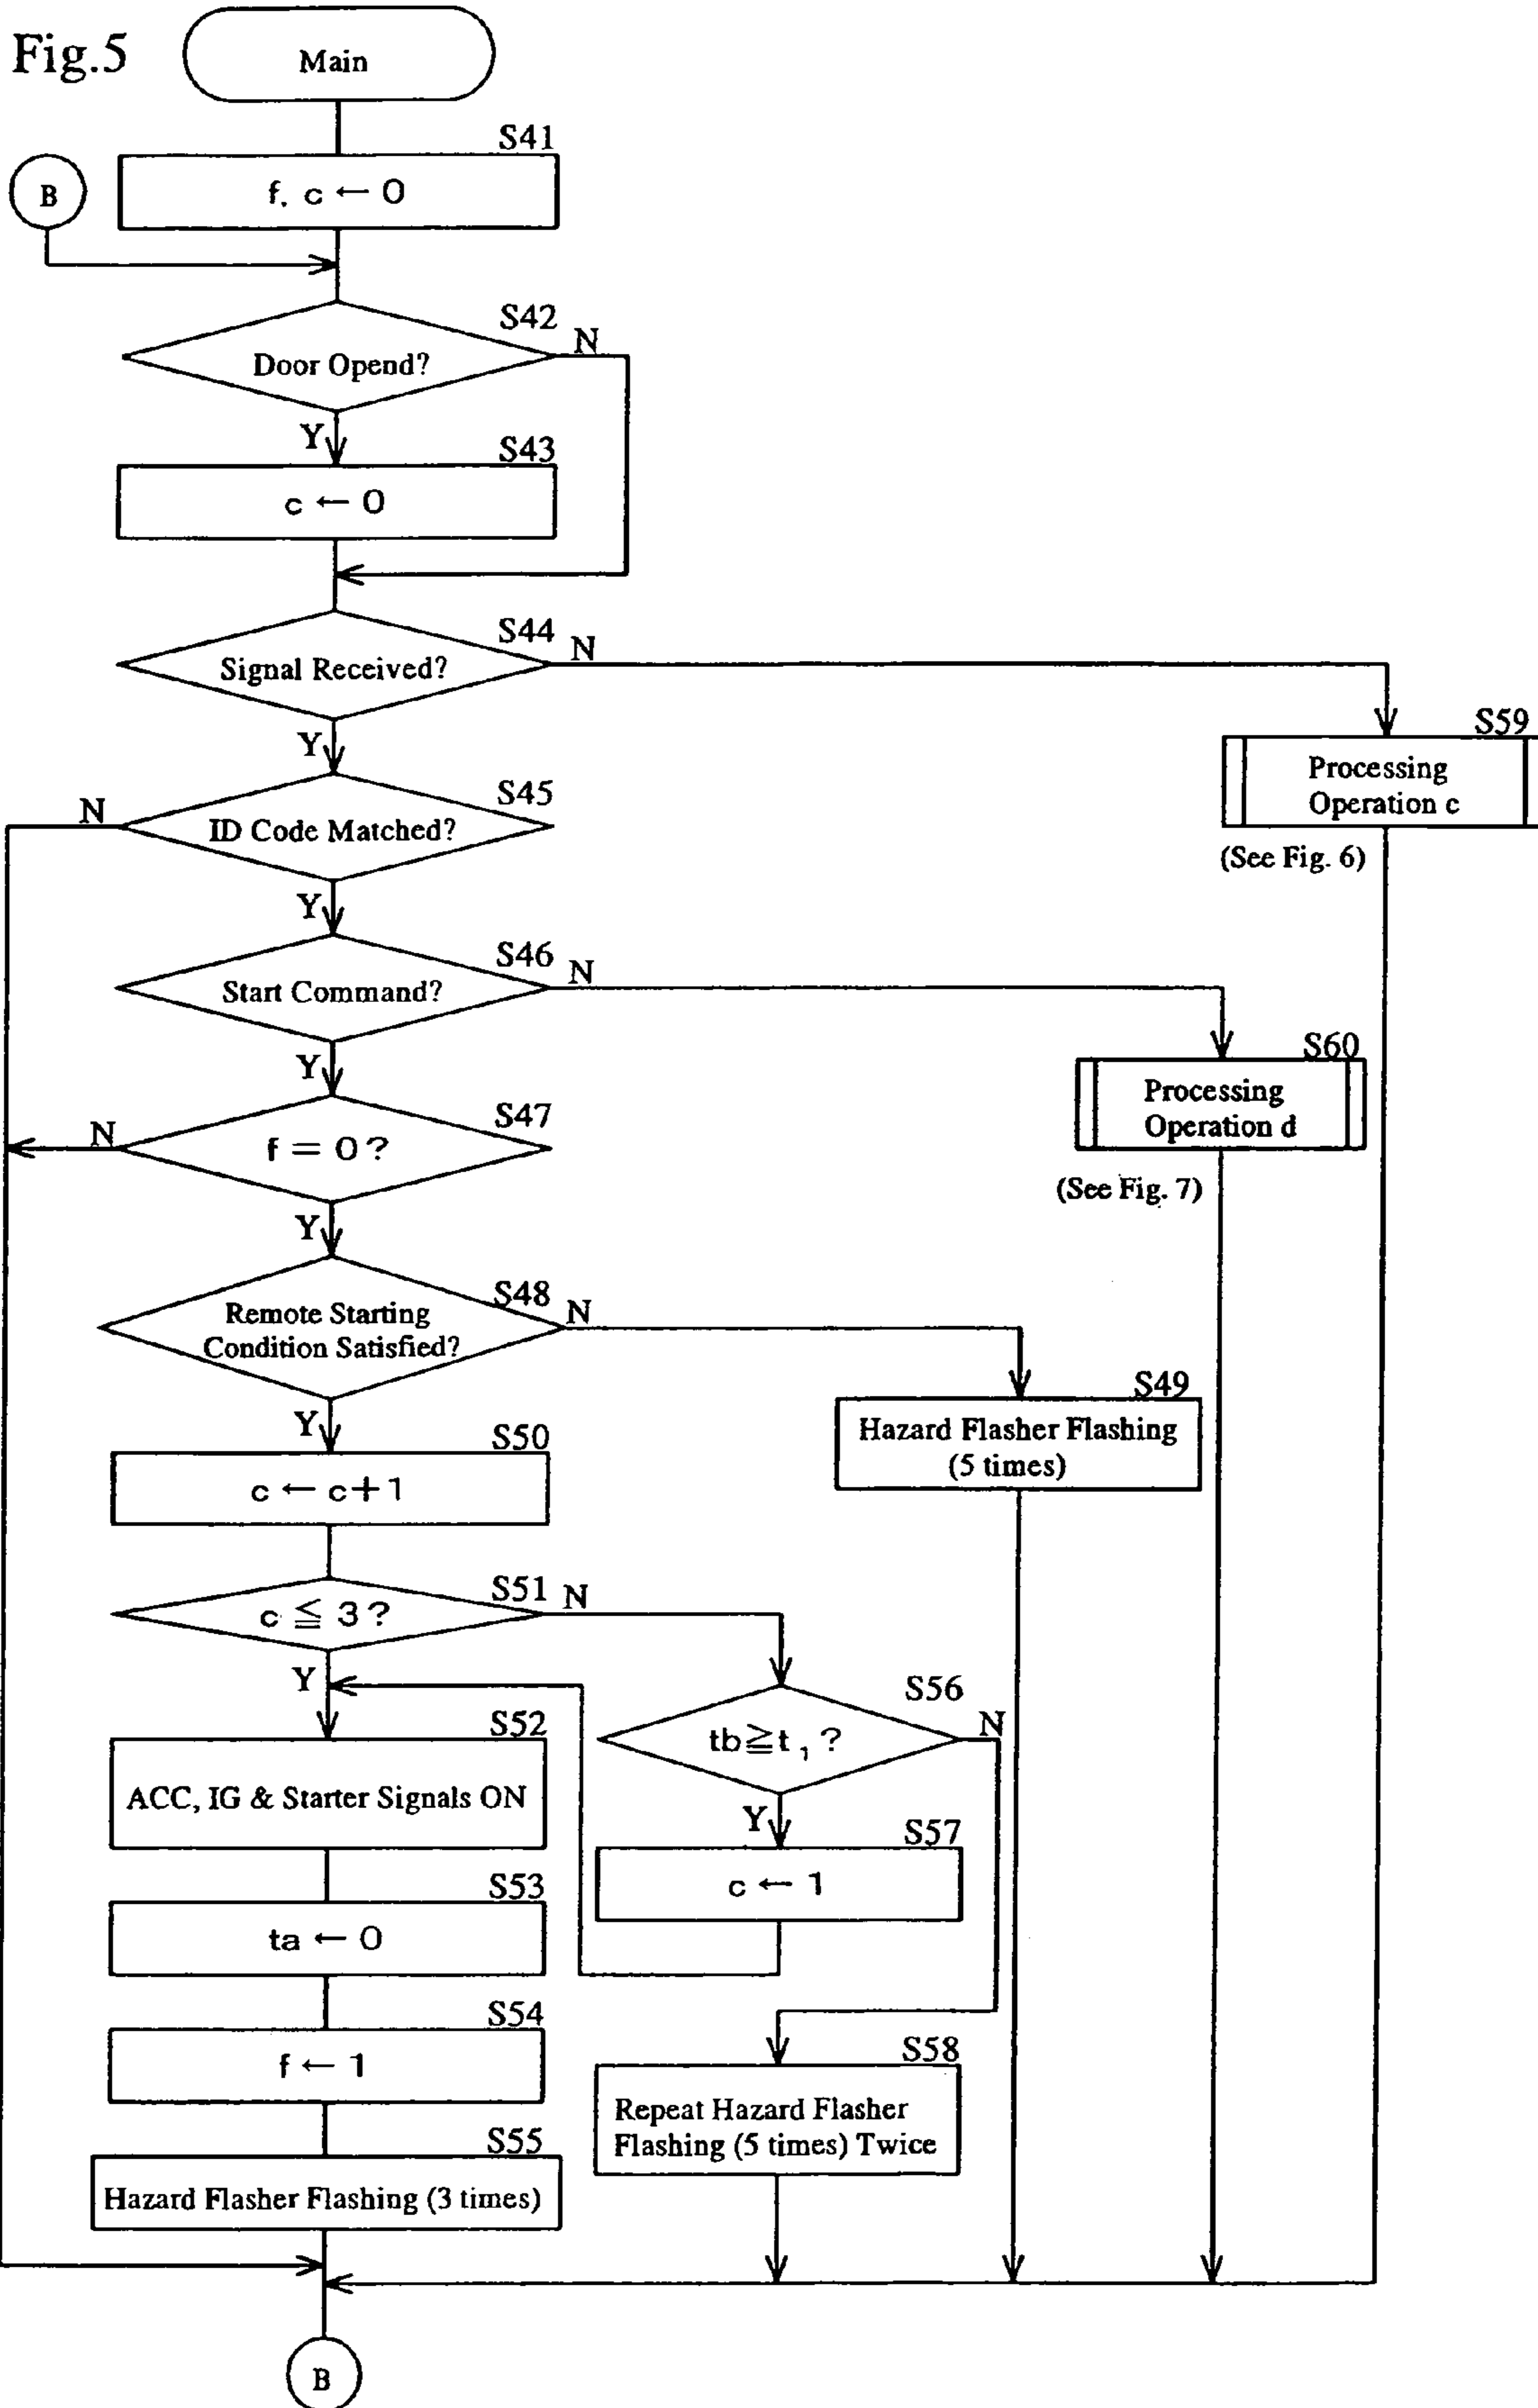 Fig.5
Main
S41
B
f, c ← 0
S42
N
Door Opend?
Y
S43
c ← 0
S44
N
Signal Received?
Y
S59
Processing
Operation c
(See Fig. 6)
S45
N
ID Code Matched?
Y
S46
N
Start Command?
Y
S60
Processing
Operation d
(See Fig. 7)
S47
N
f = 0 ?
Y
S48
N
Remote Starting
Condition Satisfied?
Y
S49
Hazard Flasher Flashing
(5 times)
S50
c ← c+1
S51
N
c ≦ 3 ?
Y
S56
N
tb≧t₁ ?
Y
S52
ACC, IG & Starter Signals ON
S57
c ← 1
S53
ta ← 0
S54
f ← 1
S58
Repeat Hazard Flasher
Flashing (5 times) Twice
S55
Hazard Flasher Flashing (3 times)
B